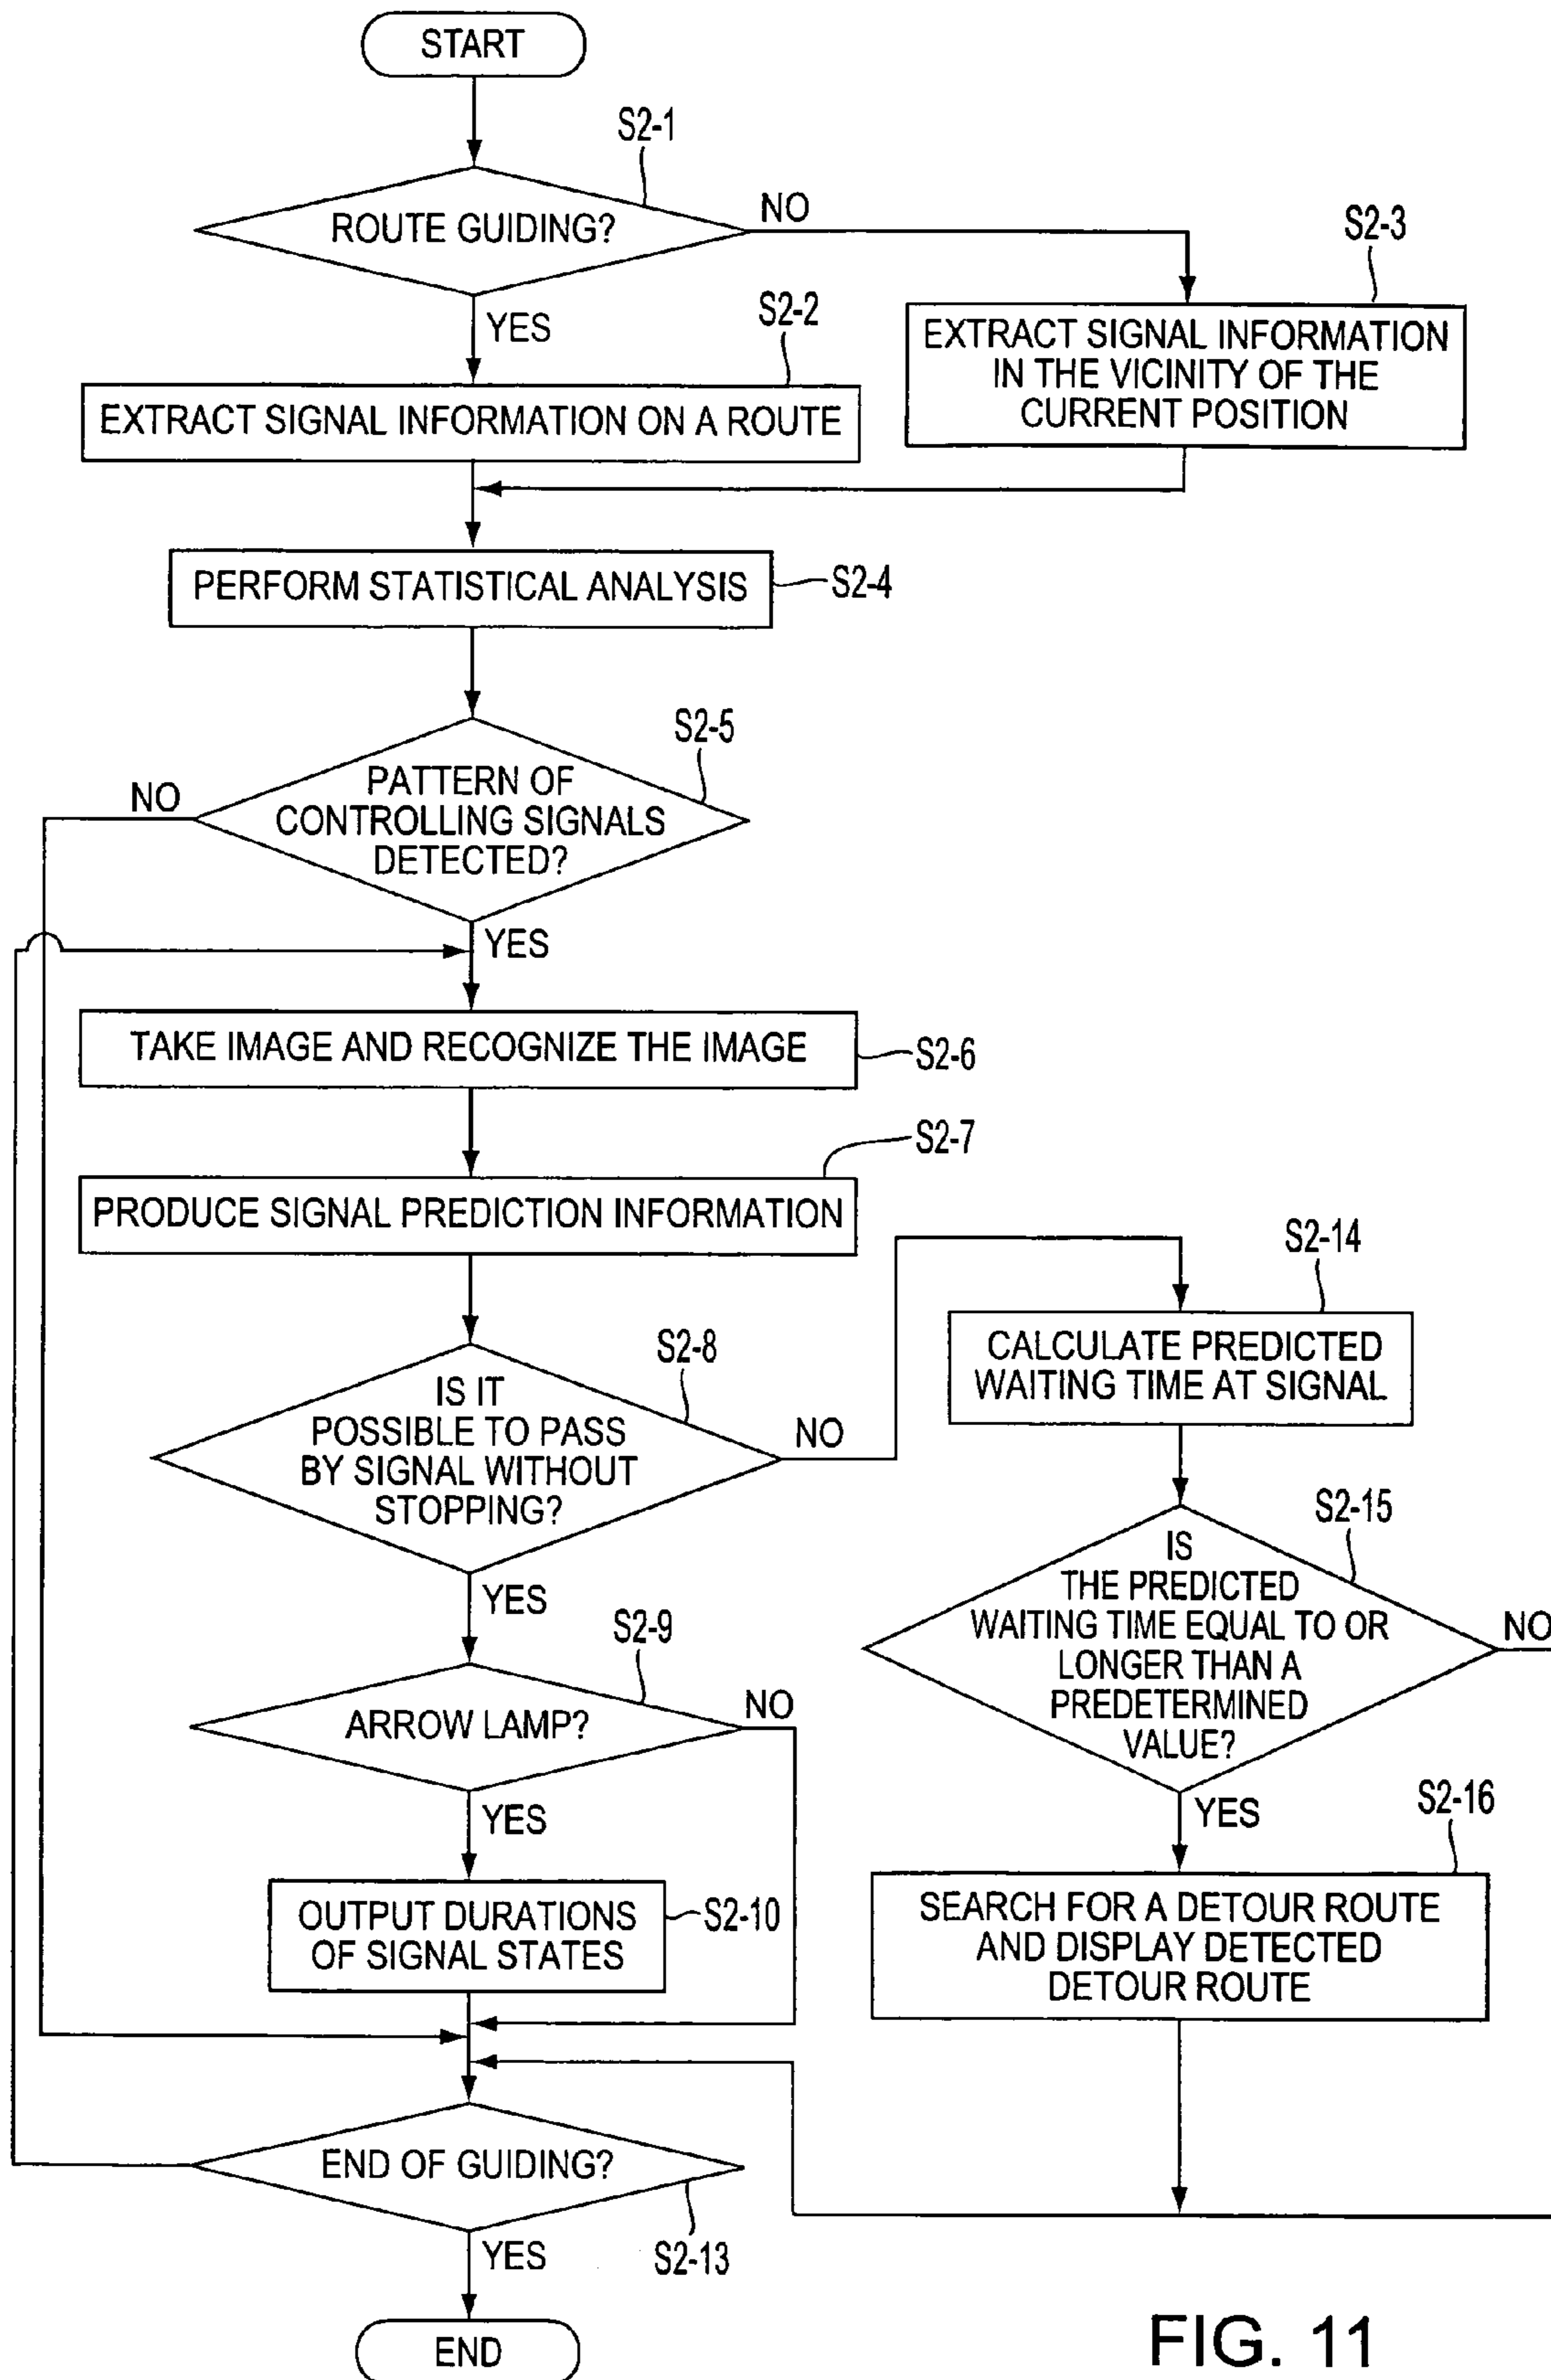 START
S2-1
ROUTE GUIDING?
NO
YES
S2-2
EXTRACT SIGNAL INFORMATION ON A ROUTE
S2-3
EXTRACT SIGNAL INFORMATION
IN THE VICINITY OF THE
CURRENT POSITION
PERFORM STATISTICAL ANALYSIS
S2-4
S2-5
PATTERN OF
CONTROLLING SIGNALS
DETECTED?
NO
YES
TAKE IMAGE AND RECOGNIZE THE IMAGE
S2-6
S2-7
PRODUCE SIGNAL PREDICTION INFORMATION
S2-8
IS IT
POSSIBLE TO PASS
BY SIGNAL WITHOUT
STOPPING?
NO
YES
S2-14
CALCULATE PREDICTED
WAITING TIME AT SIGNAL
S2-15
IS
THE PREDICTED
WAITING TIME EQUAL TO OR
LONGER THAN A
PREDETERMINED
VALUE?
NO
YES
S2-9
ARROW LAMP?
NO
YES
S2-16
SEARCH FOR A DETOUR ROUTE
AND DISPLAY DETECTED
DETOUR ROUTE
OUTPUT DURATIONS
OF SIGNAL STATES
S2-10
END OF GUIDING?
S2-13
YES
END
FIG. 11